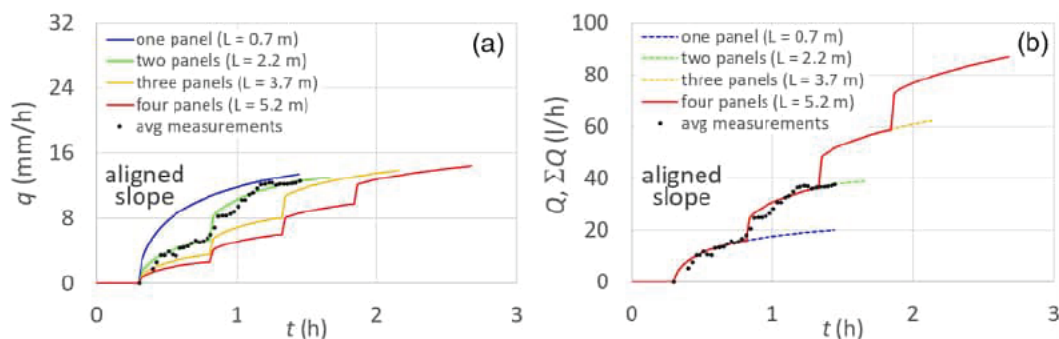 32
24
16
8
0
q (mm/h)
one panel (L = 0.7 m)
two panels (L = 2.2 m)
three panels (L = 3.7 m)
four panels (L = 5.2 m)
avg measurements
(a)
aligned
slope
0 1 2 3
t (h)
100
80
60
40
20
0
Q, ΣQ (l/h)
one panel (L = 0.7 m)
two panels (L = 2.2 m)
three panels (L = 3.7 m)
four panels (L = 5.2 m)
avg measurements
(b)
aligned
slope
0 1 2 3
t (h)